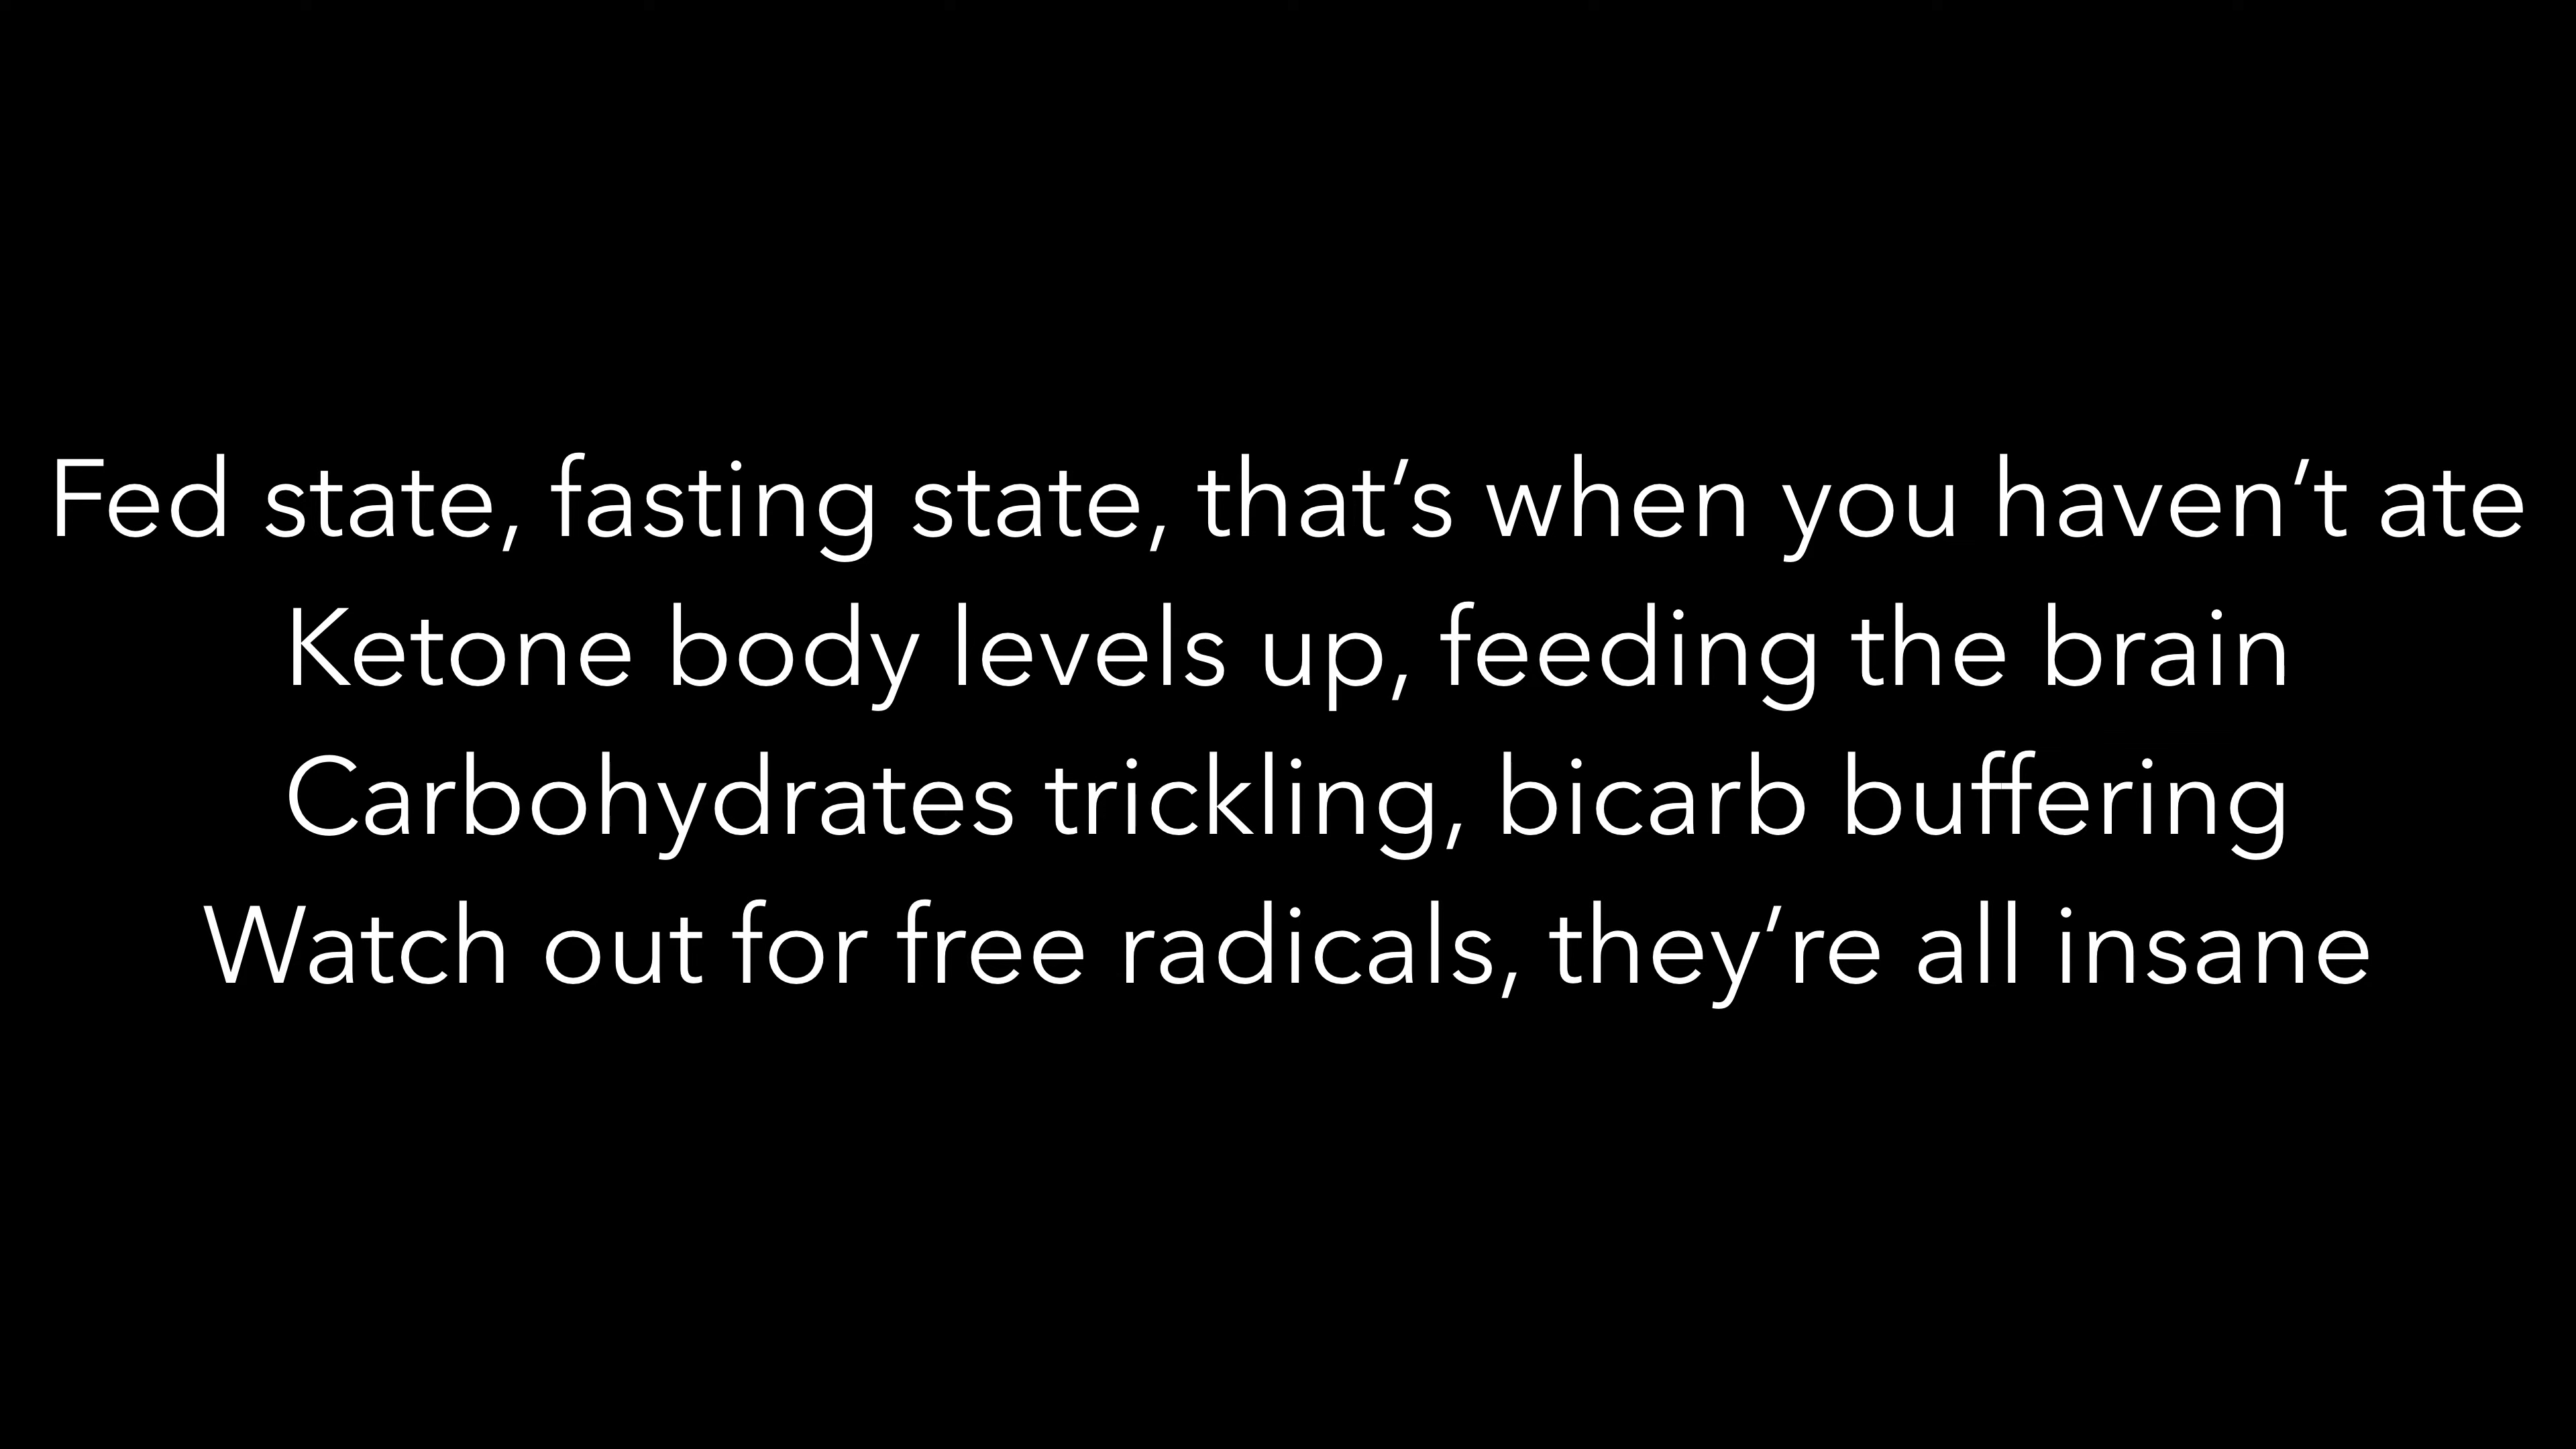 Fed state, fasting state, that’s when you haven’t ate
Ketone body levels up, feeding the brain
Carbohydrates trickling, bicarb buffering
Watch out for free radicals, they’re all insane